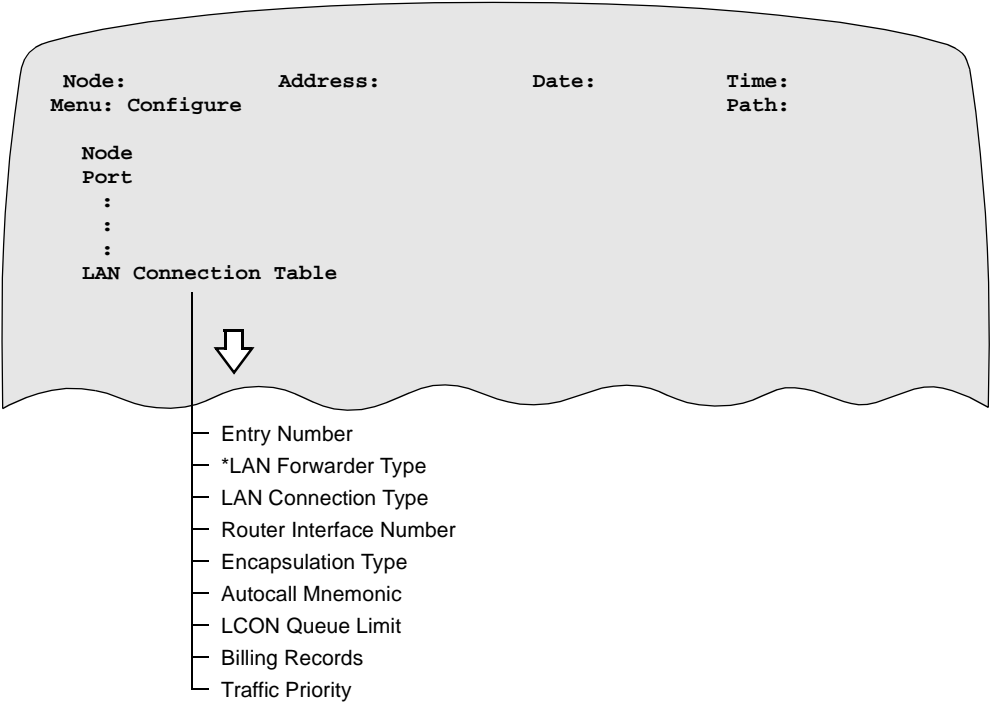 Node: Address: Date: Time:
Menu: Configure Path:
Node
Port
:
:
:
LAN Connection Table
Entry Number
*LAN Forwarder Type
LAN Connection Type
Router Interface Number
Encapsulation Type
Autocall Mnemonic
LCON Queue Limit
Billing Records
Traffic Priority